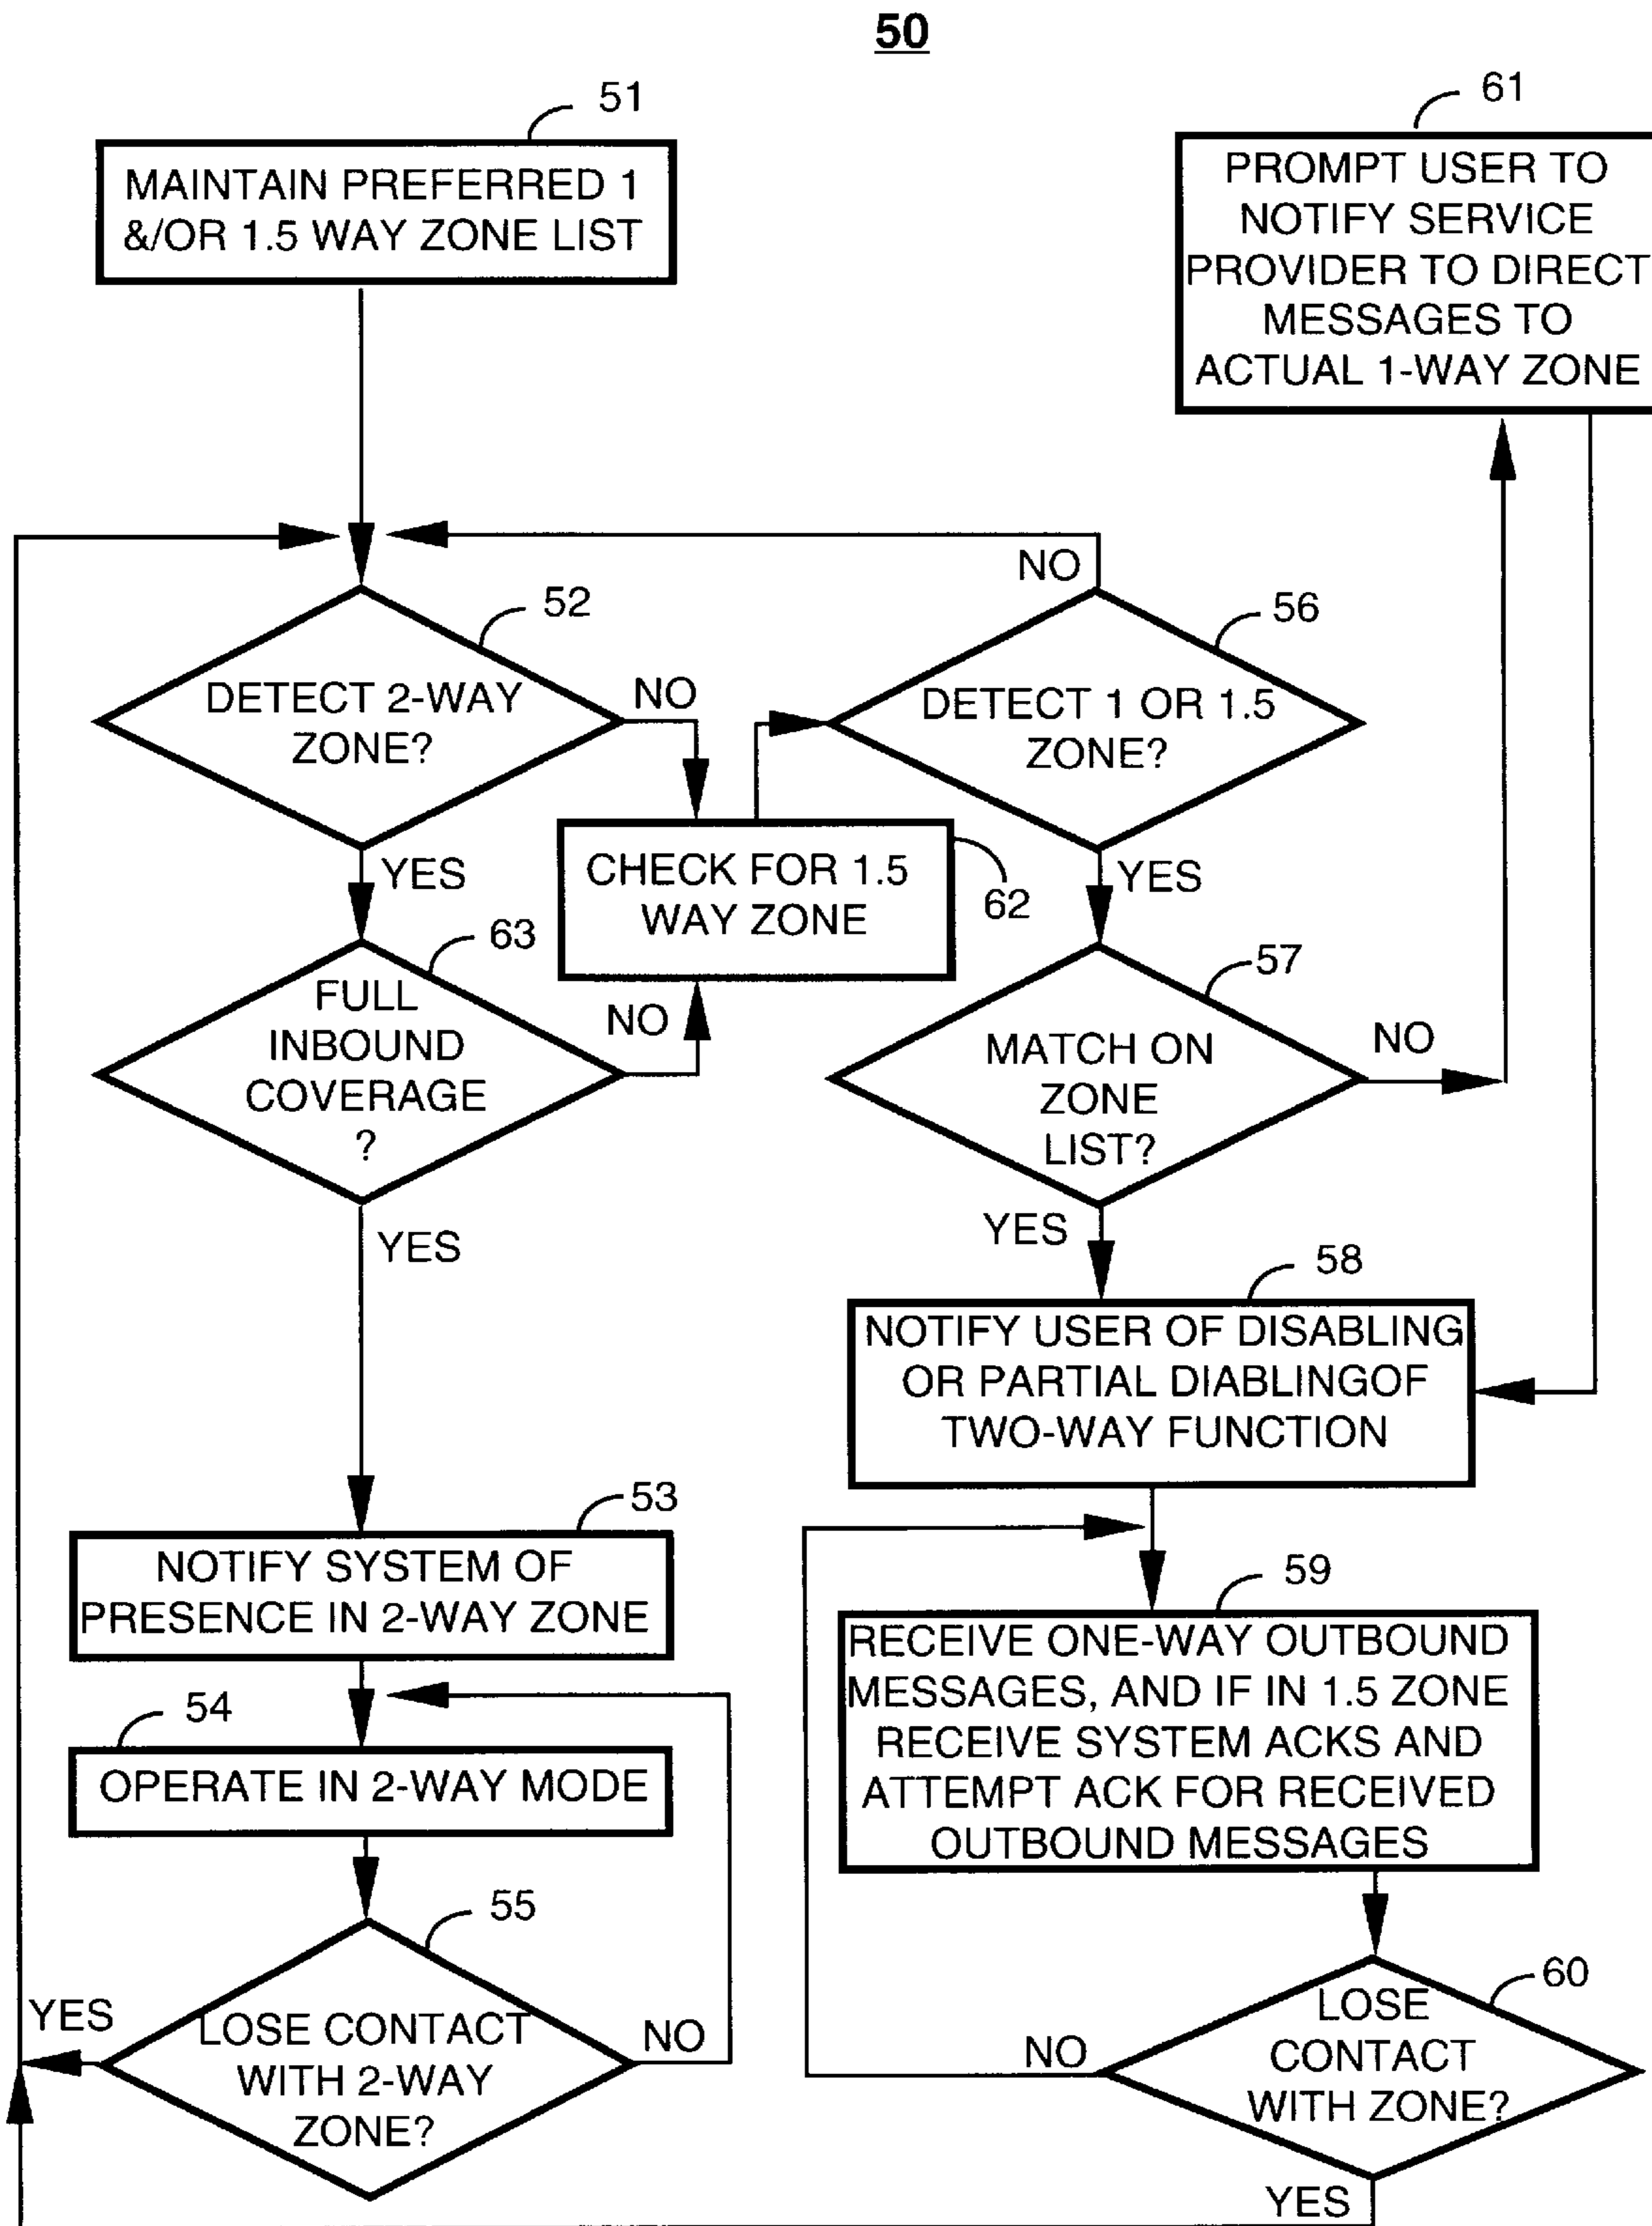 50
51
MAINTAIN PREFERRED 1
&/OR 1.5 WAY ZONE LIST
61
PROMPT USER TO
NOTIFY SERVICE
PROVIDER TO DIRECT
MESSAGES TO
ACTUAL 1-WAY ZONE
52
DETECT 2-WAY
ZONE?
NO
YES
NO
56
DETECT 1 OR 1.5
ZONE?
YES
CHECK FOR 1.5
WAY ZONE
62
63
FULL
INBOUND
COVERAGE
?
NO
YES
57
MATCH ON
ZONE
LIST?
NO
YES
58
NOTIFY USER OF DISABLING
OR PARTIAL DIABLINGOF
TWO-WAY FUNCTION
53
NOTIFY SYSTEM OF
PRESENCE IN 2-WAY ZONE
54
OPERATE IN 2-WAY MODE
55
LOSE CONTACT
WITH 2-WAY
ZONE?
YES
NO
59
RECEIVE ONE-WAY OUTBOUND
MESSAGES, AND IF IN 1.5 ZONE
RECEIVE SYSTEM ACKS AND
ATTEMPT ACK FOR RECEIVED
OUTBOUND MESSAGES
60
LOSE
CONTACT
WITH ZONE?
NO
YES